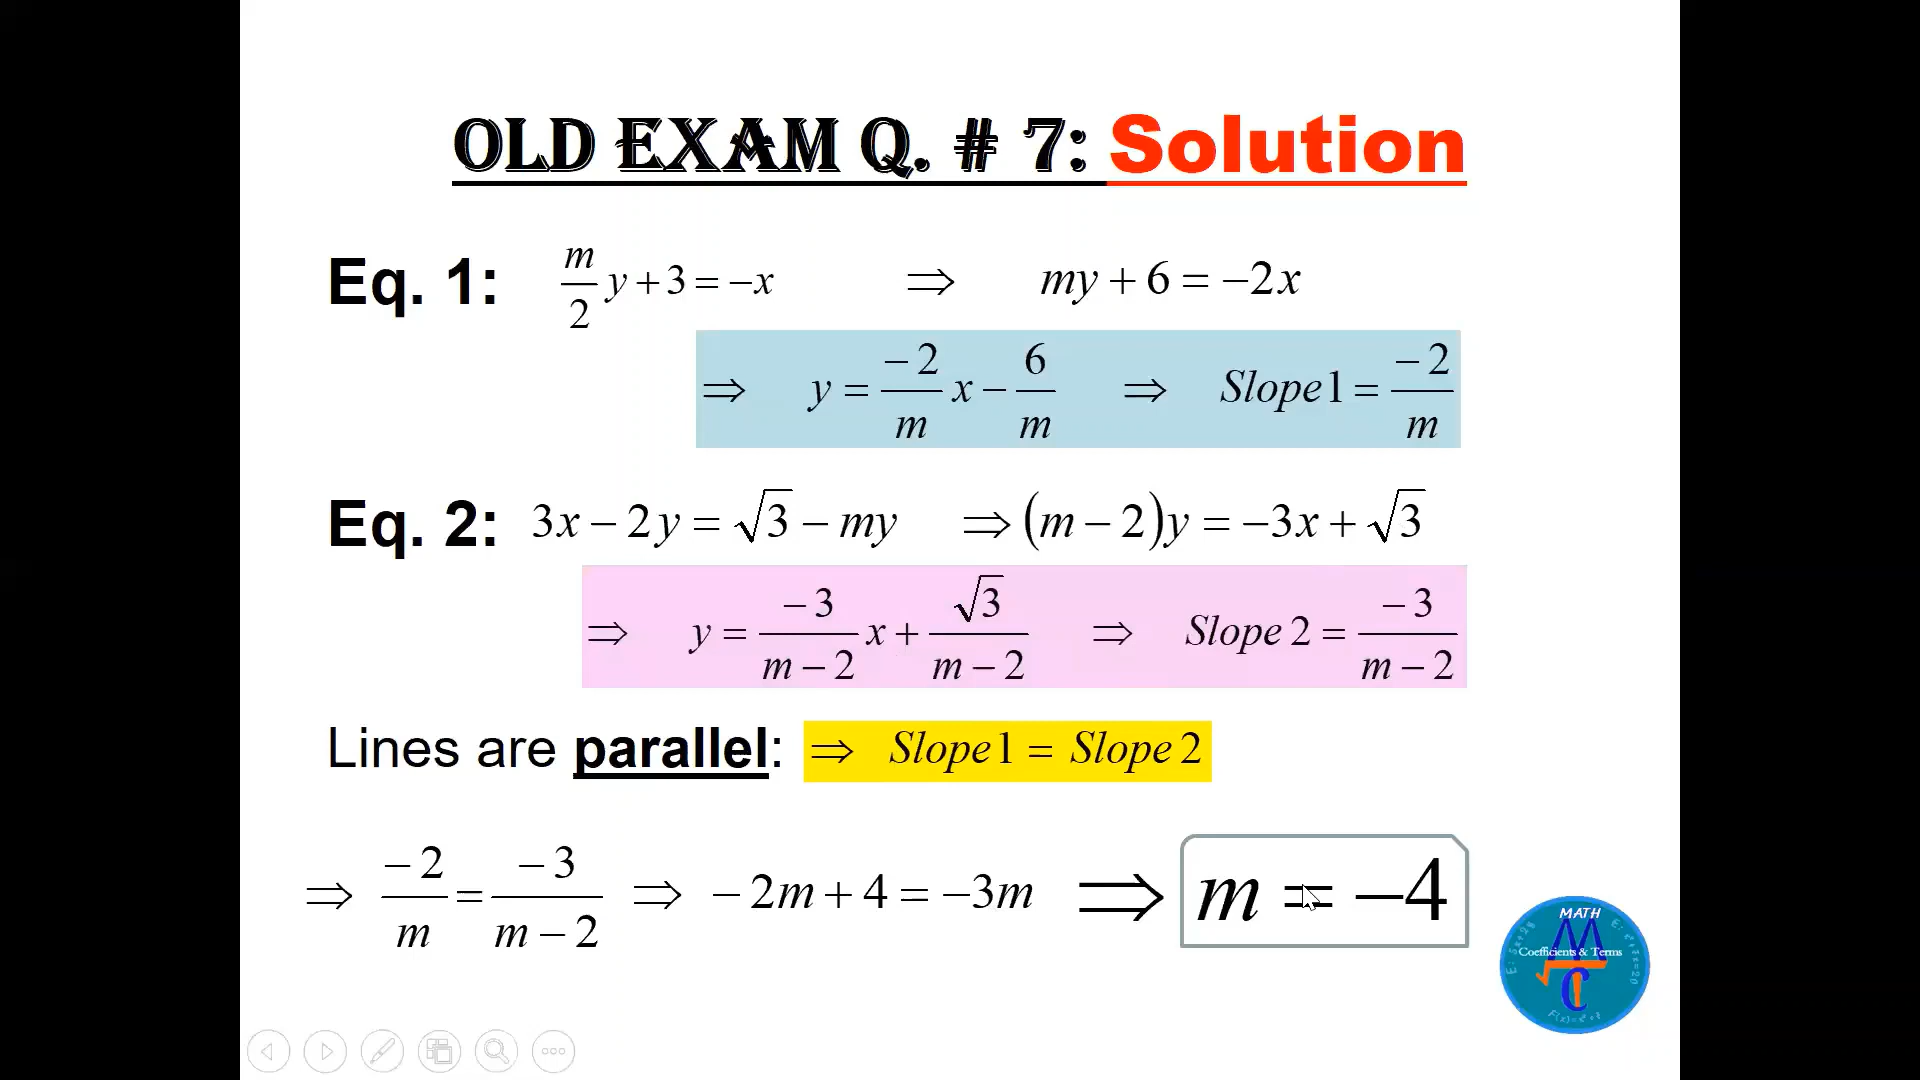 OLD EXAM Q. # 7: Solution
Eq. 1: m/2 y + 3 = −x ⇒ my + 6 = −2x
⇒ y = −2/m x − 6/m ⇒ Slope1 = −2/m
Eq. 2: 3x − 2y = √3 − my ⇒ (m − 2)y = −3x + √3
⇒ y = −3/(m − 2) x + √3/(m − 2) ⇒ Slope 2 = −3/(m − 2)
Lines are parallel: ⇒ Slope1 = Slope 2
⇒ −2/m = −3/(m − 2) ⇒ −2m + 4 = −3m ⇒ m = −4
MATH
M
Coefficients & Terms
√C